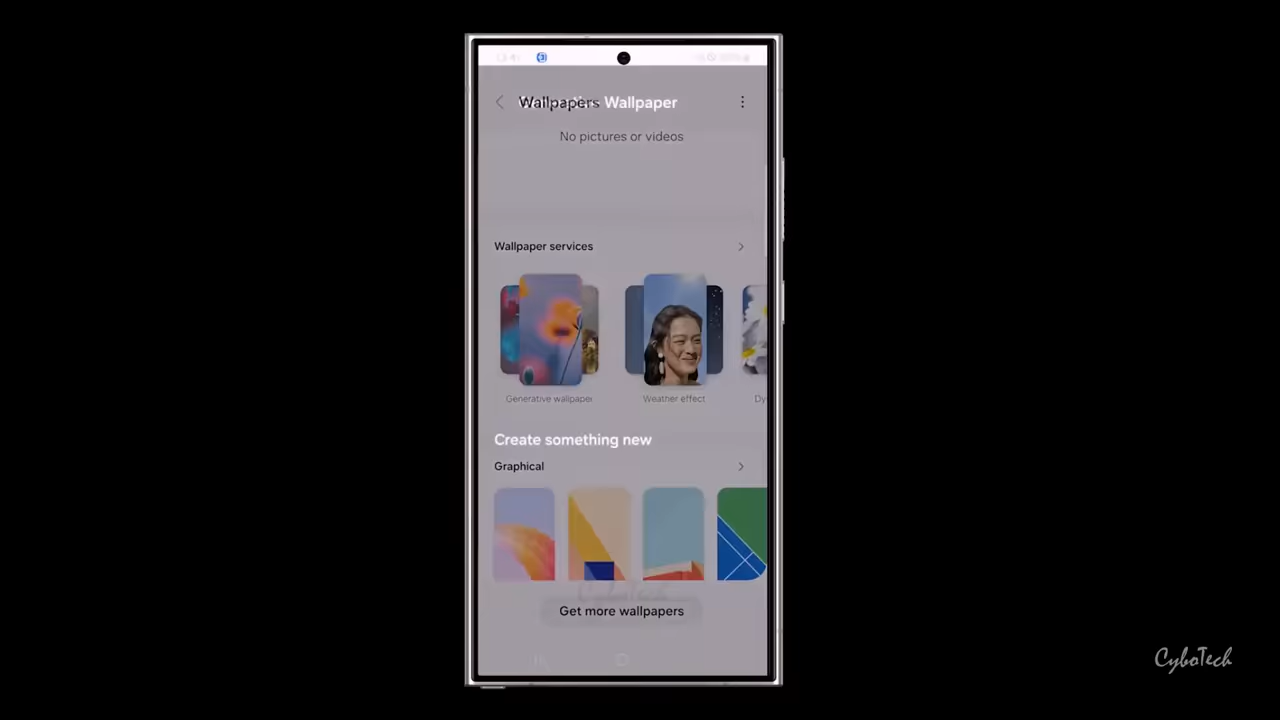 Wallpapers Wallpaper
No pictures or videos
Wallpaper services
Generative wallpaper
Weather effect
Dy
Create something new
Graphical
Get more wallpapers
CyboTech